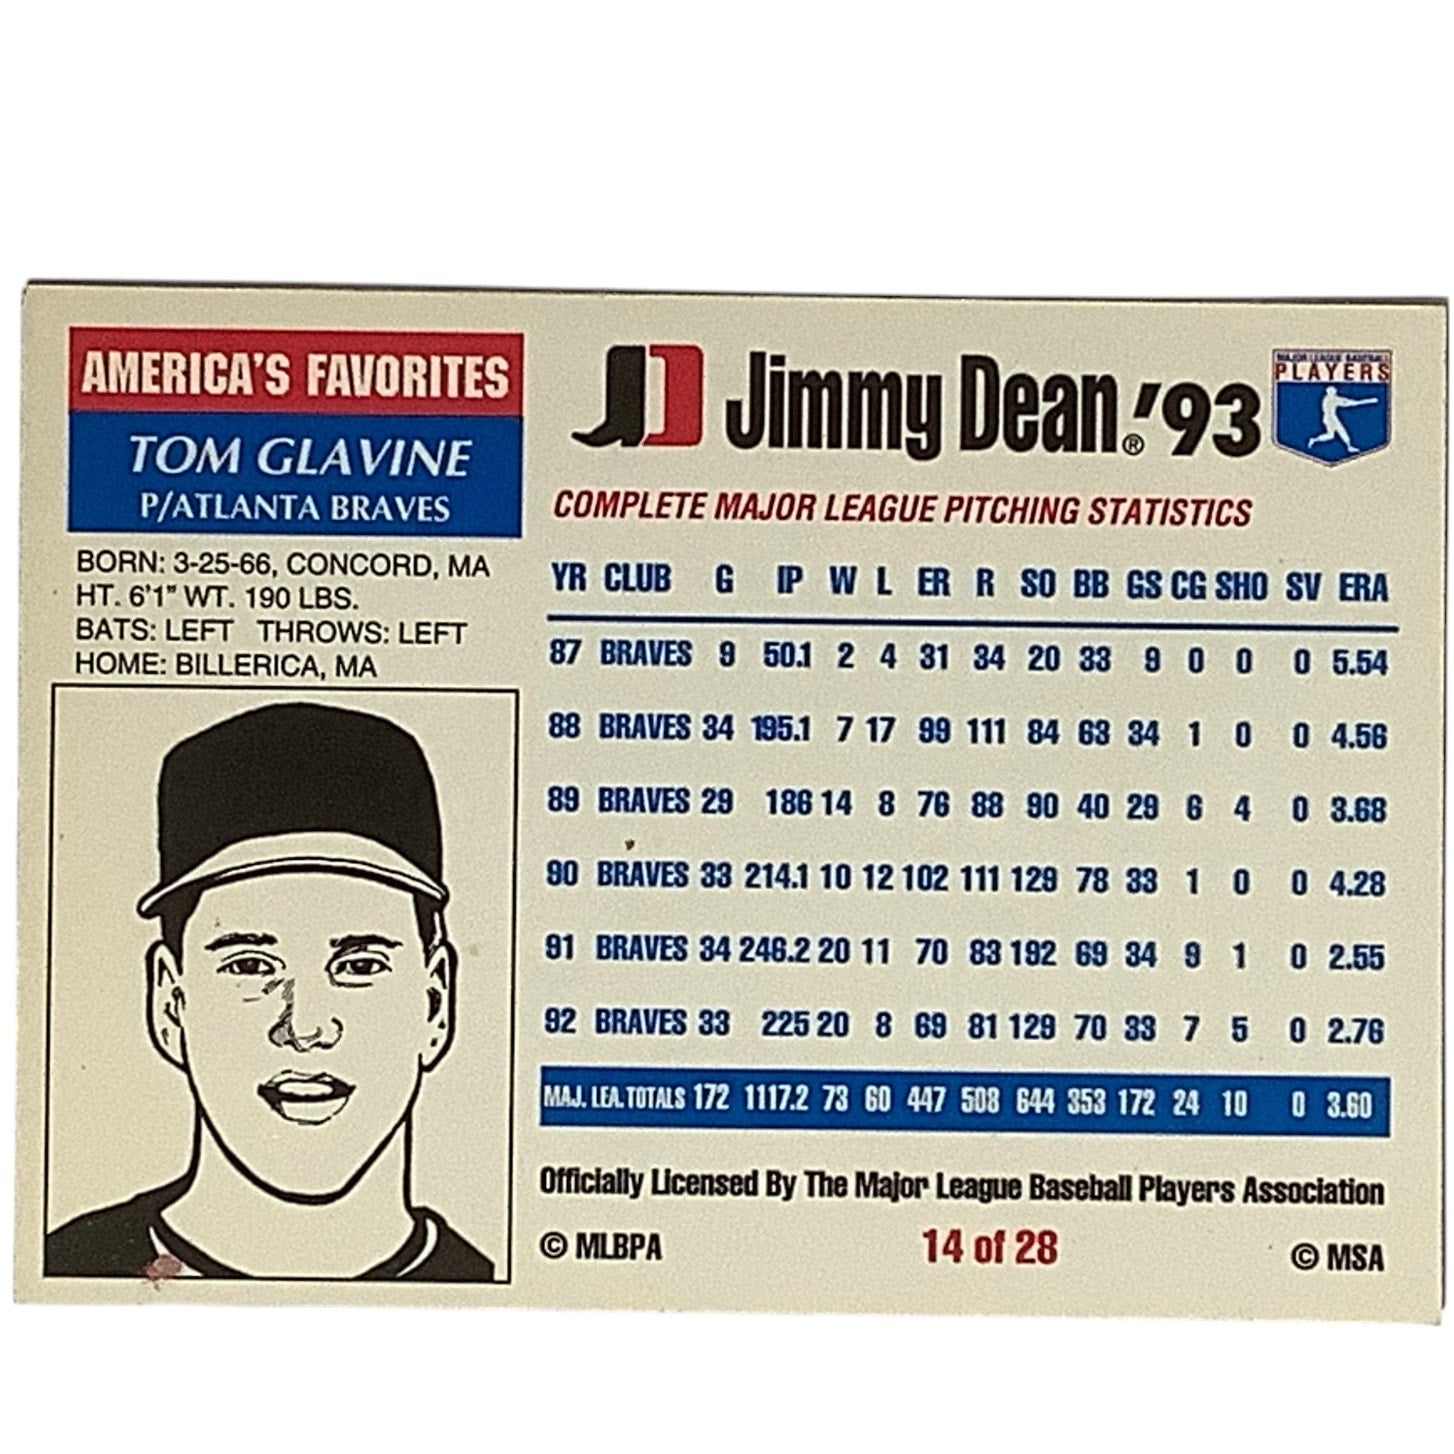 AMERICA'S FAVORITES
TOM GLAVINE
P/ATLANTA BRAVES
BORN: 3-25-66, CONCORD, MA
HT. 6'1" WT. 190 LBS.
BATS: LEFT THROWS: LEFT
HOME: BILLERICA, MA
JD Jimmy Dean® '93
MAJOR LEAGUE BASEBALL
PLAYERS
COMPLETE MAJOR LEAGUE PITCHING STATISTICS
YR CLUB G IP W L ER R SO BB GS CG SHO SV ERA
87 BRAVES 9 50.1 2 4 31 34 20 33 9 0 0 0 5.54
88 BRAVES 34 195.1 7 17 99 111 84 63 34 1 0 0 4.56
89 BRAVES 29 186 14 8 76 88 90 40 29 6 4 0 3.68
90 BRAVES 33 214.1 10 12 102 111 129 78 33 1 0 0 4.28
91 BRAVES 34 246.2 20 11 70 83 192 69 34 9 1 0 2.55
92 BRAVES 33 225 20 8 69 81 129 70 33 7 5 0 2.76
MAJ. LEA. TOTALS 172 1117.2 73 60 447 508 644 353 172 24 10 0 3.60
Officially Licensed By The Major League Baseball Players Association
© MLBPA 14 of 28 © MSA